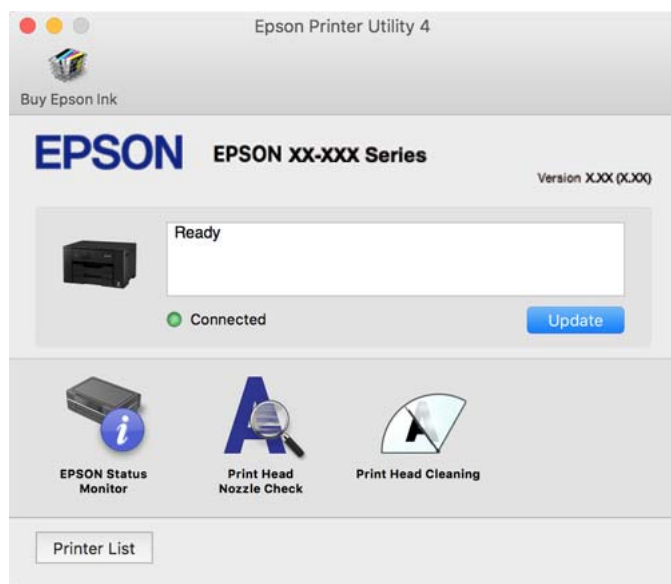 Epson Printer Utility 4
Buy Epson Ink
EPSON
EPSON XX-XXX Series
Version X.XX (X.XX)
Ready
Connected
Update
EPSON Status
Monitor
Print Head
Nozzle Check
Print Head Cleaning
Printer List